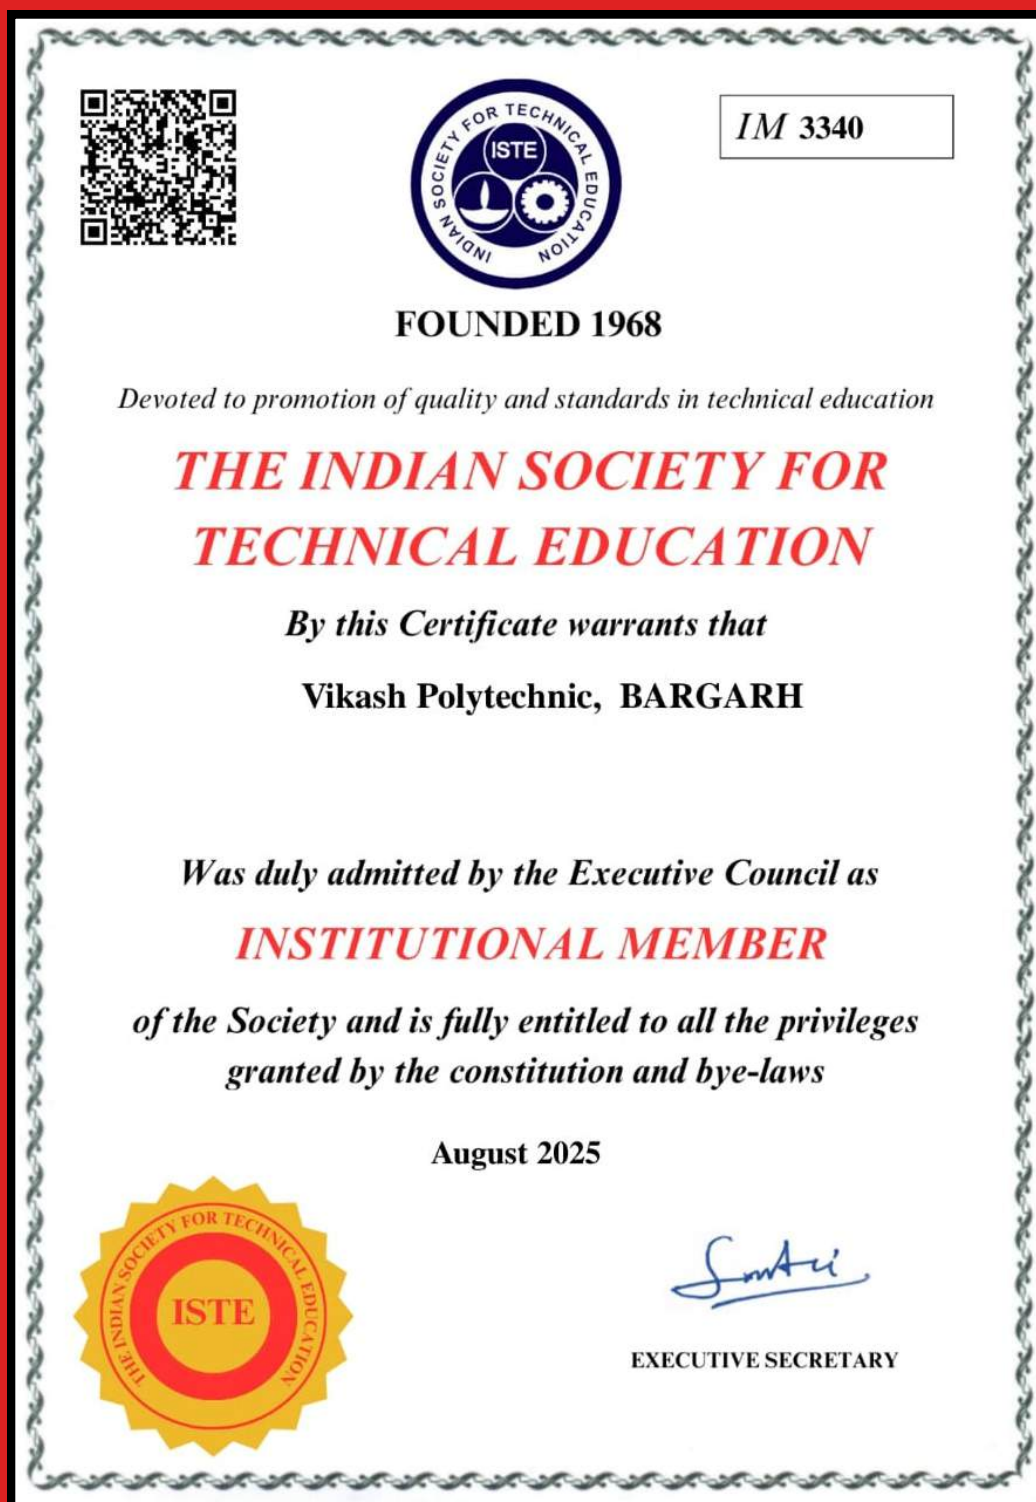 IM 3340
INDIAN SOCIETY FOR TECHNICAL EDUCATION
ISTE
FOUNDED 1968
Devoted to promotion of quality and standards in technical education
THE INDIAN SOCIETY FOR
TECHNICAL EDUCATION
By this Certificate warrants that
Vikash Polytechnic, BARGARH
Was duly admitted by the Executive Council as
INSTITUTIONAL MEMBER
of the Society and is fully entitled to all the privileges
granted by the constitution and bye-laws
August 2025
THE INDIAN SOCIETY FOR TECHNICAL EDUCATION
ISTE
EXECUTIVE SECRETARY